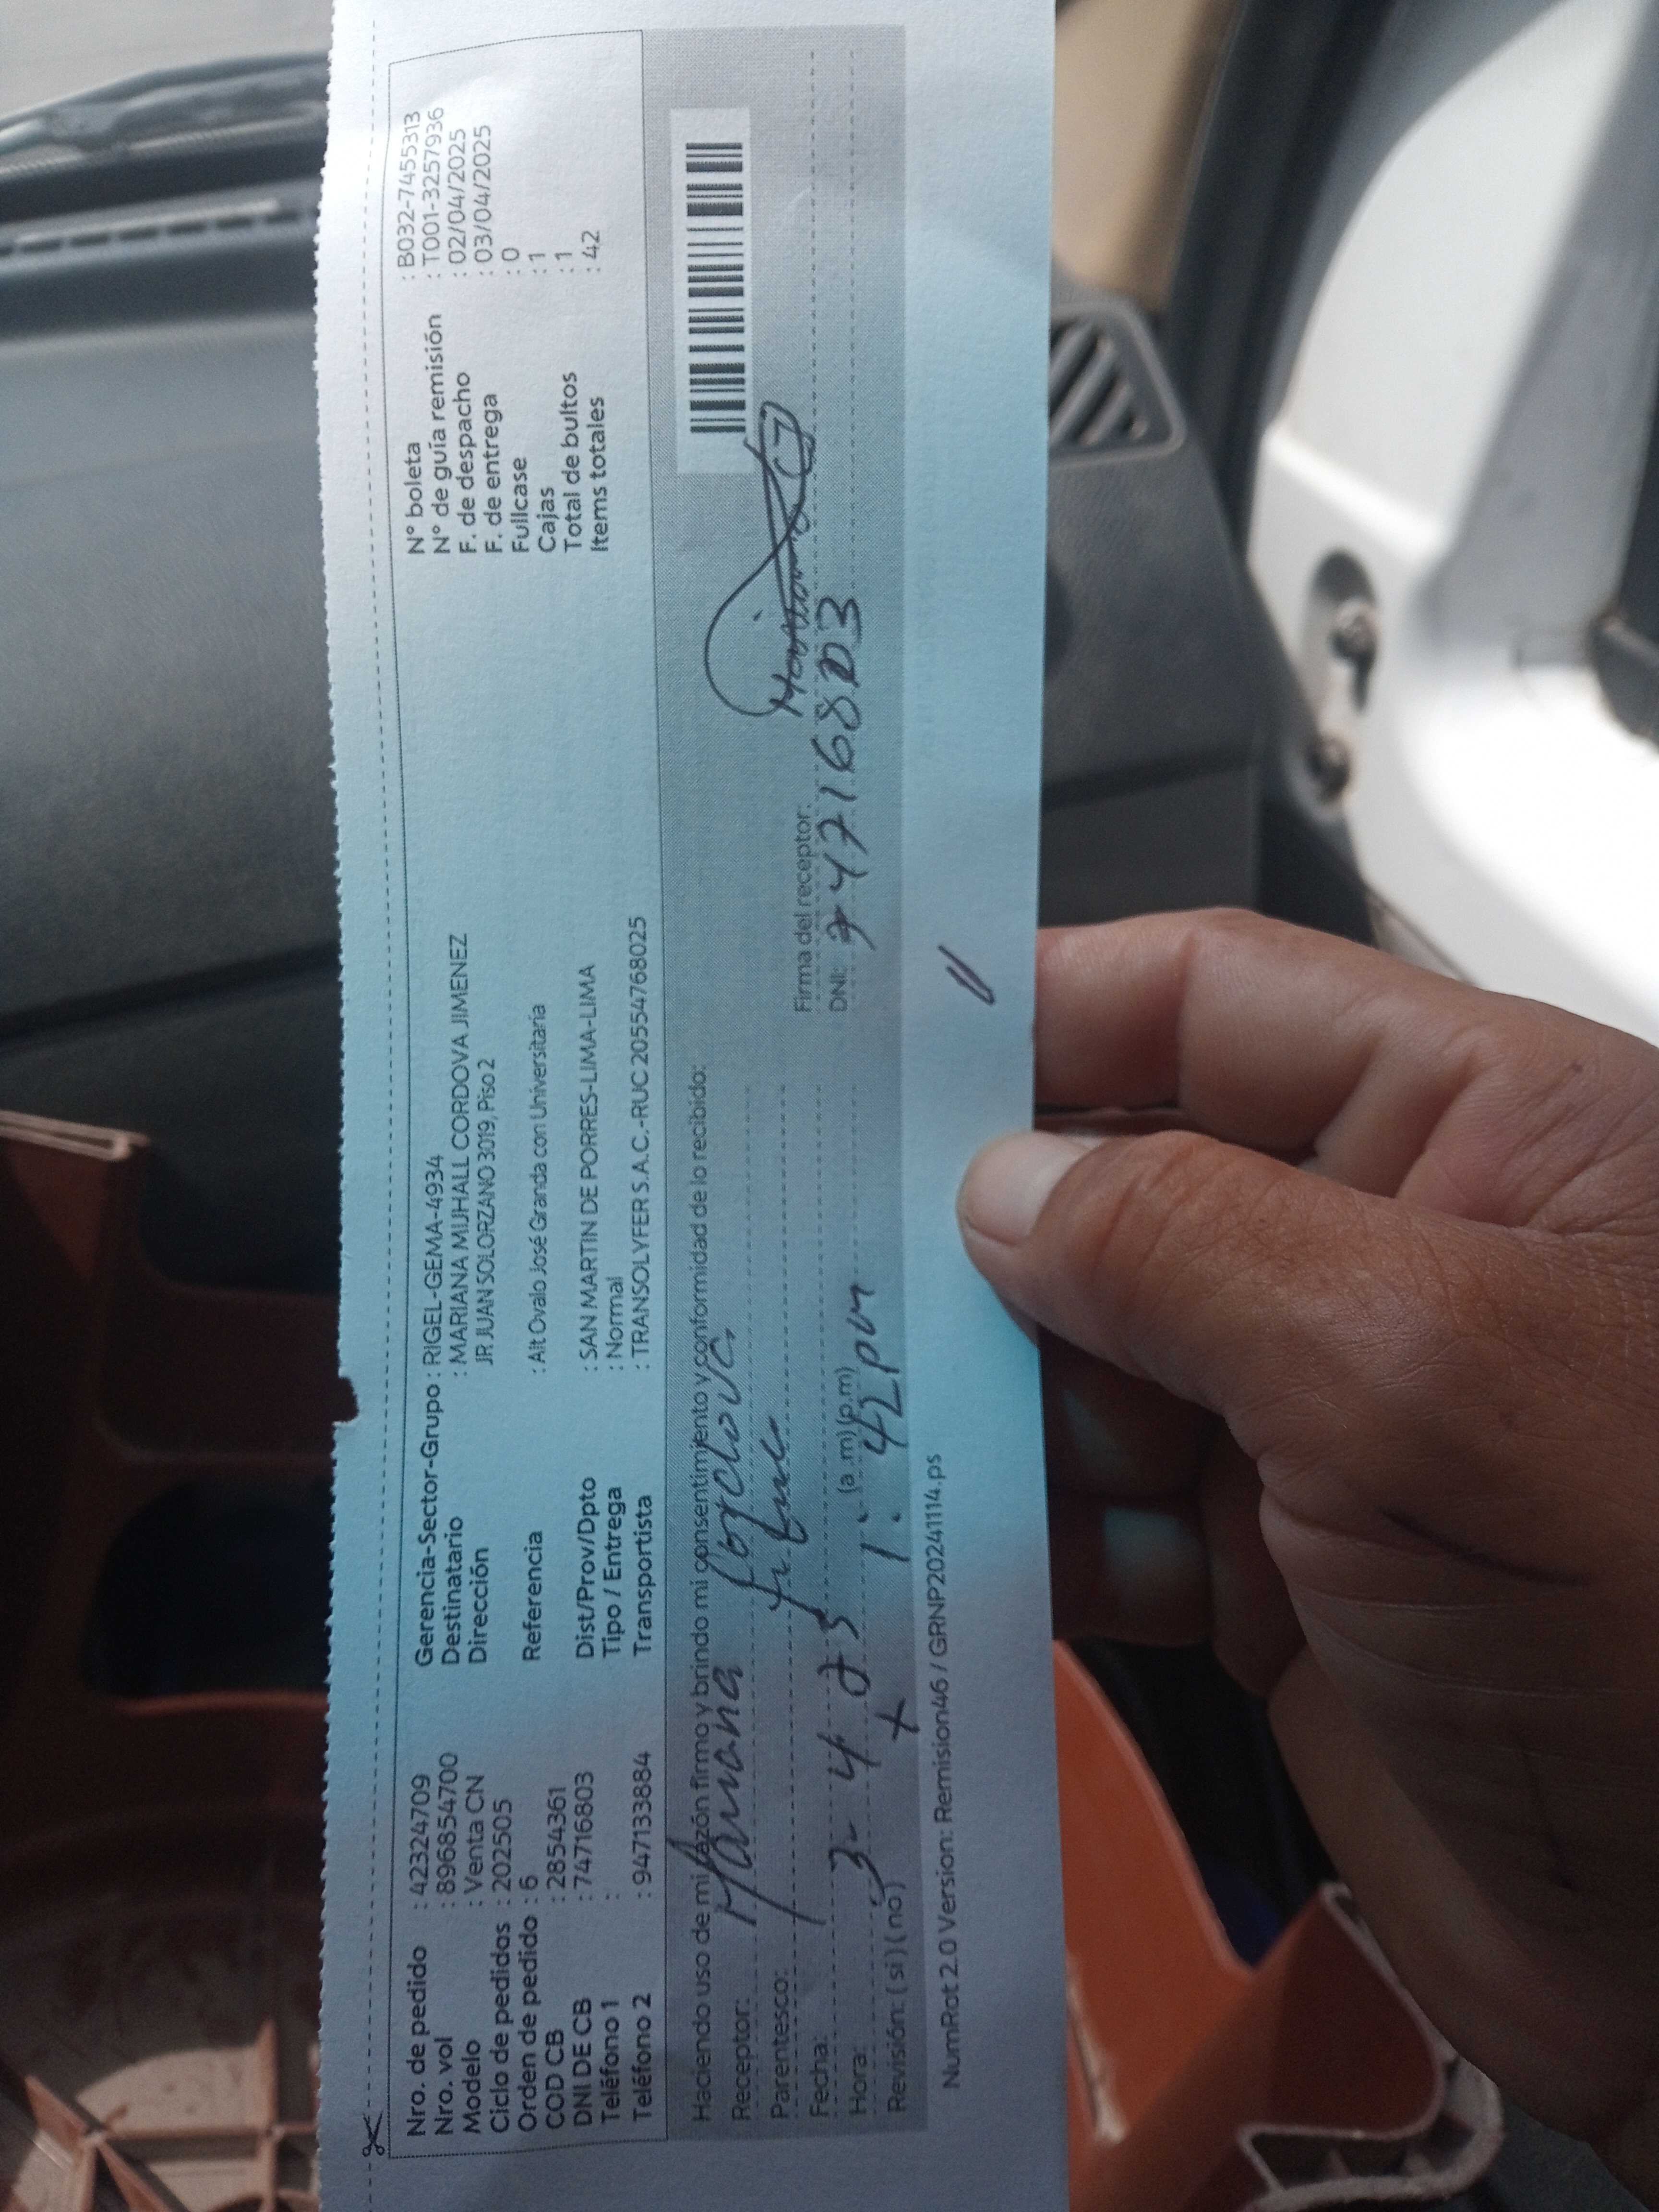 Nro. de pedido : 42324709
Nro. vol : 896854700
Modelo : Venta CN
Ciclo de pedidos : 202505
Orden de pedido : 6
COD CB : 2854361
DNI DE CB : 74716803
Teléfono 1 :
Teléfono 2 : 947133884
Gerencia-Sector-Grupo : RIGEL-GEMA-4934
Destinatario : MARIANA MIJHALL CORDOVA JIMENEZ
Dirección JR JUAN SOLORZANO 3019, Piso 2
Referencia : Alt Ovalo José Granda con Universitaria
Dist/Prov/Dpto : SAN MARTIN DE PORRES-LIMA-LIMA
Tipo / Entrega : Normal
Transportista : TRANSOLYFER S.A.C.-RUC 20554768025
N° boleta : B032-7455313
N° de guía remisión : T001-3257936
F. de despacho : 02/04/2025
F. de entrega : 03/04/2025
Fullcase : 0
Cajas : 1
Total de bultos : 1
Items totales : 42
Haciendo uso de mi razón firmo y brindo mi consentimiento y conformidad de lo recibido:
Receptor: Mariana
Parentesco:
Fecha: 3- 4
Hora: (a.m)(p.m) 1:42 pm
Revisión: (si) (no)
Firma del receptor:
DNI: 74716803
NumRot 2.0 Version: Remision46 / GRNP20241114.ps